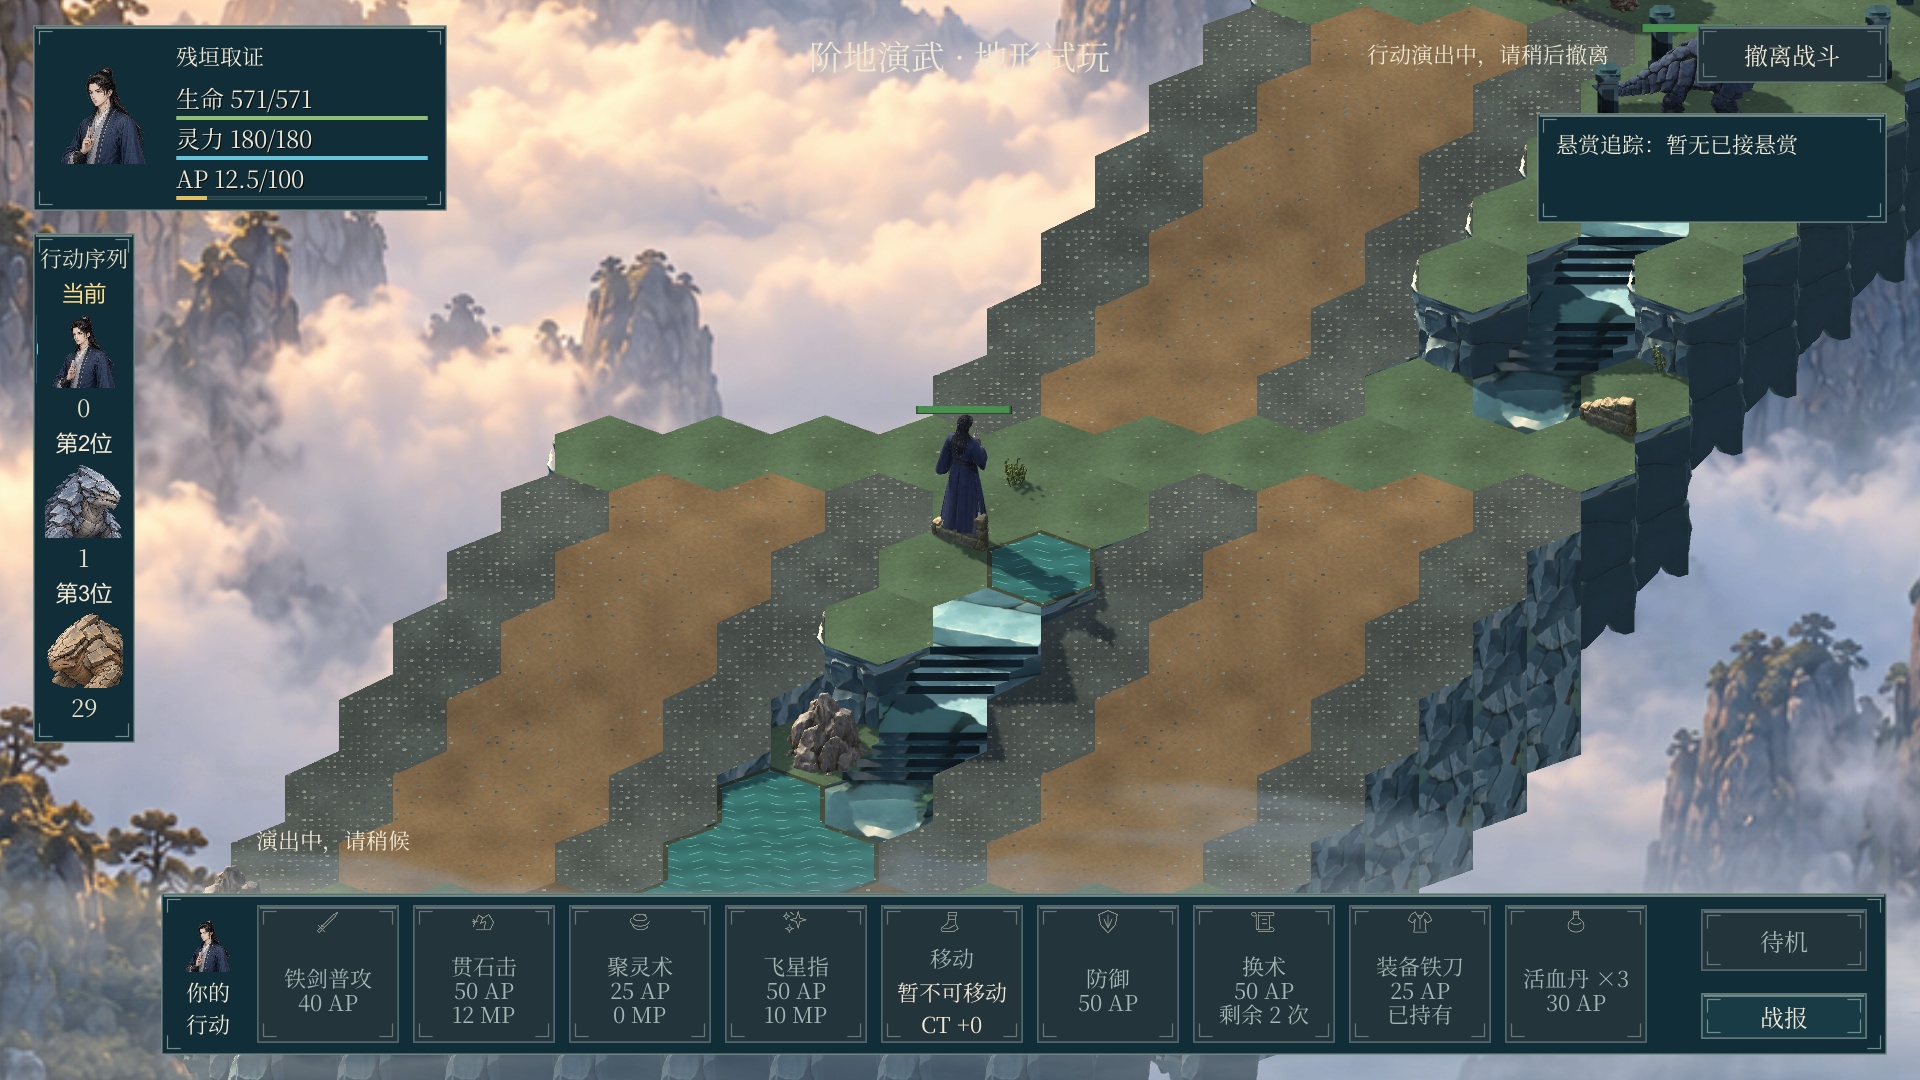 残垣取证
生命 571/571
灵力 180/180
AP 12.5/100
阶地演武 · 地形试玩
行动演出中，请稍后撤离
撤离战斗
悬赏追踪：暂无已接悬赏
行动序列
当前
0
第2位
1
第3位
29
演出中，请稍候
你的
行动
铁剑普攻
40 AP
贯石击
50 AP
12 MP
聚灵术
25 AP
0 MP
飞星指
50 AP
10 MP
移动
暂不可移动
CT +0
防御
50 AP
换术
50 AP
剩余 2 次
装备铁刀
25 AP
已持有
活血丹 ×3
30 AP
待机
战报